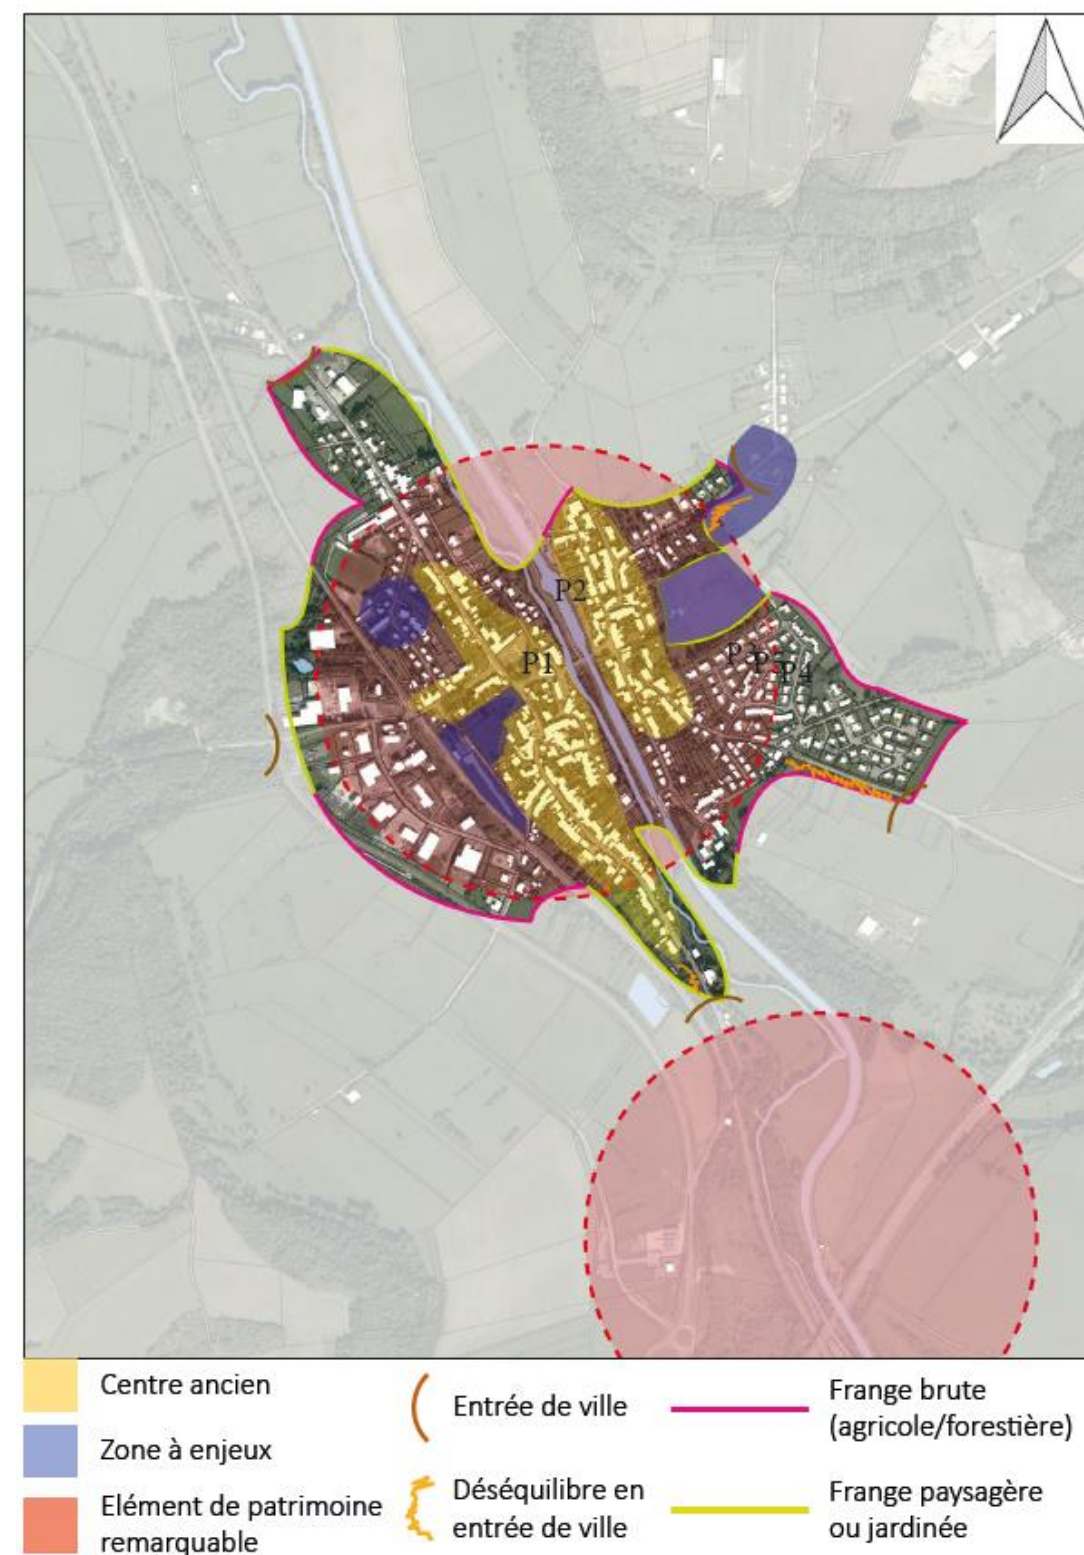 P2
P1
P3
P4
Centre ancien
Zone à enjeux
Elément de patrimoine
remarquable
Entrée de ville
Déséquilibre en
entrée de ville
Frange brute
(agricole/forestière)
Frange paysagère
ou jardinée